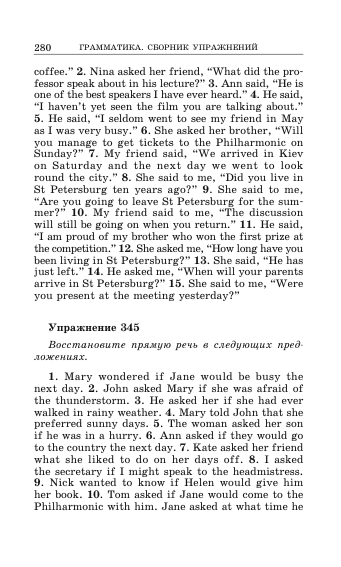 280 ГРАММАТИКА. СБОРНИК УПРАЖНЕНИЙ
coffee.” 2. Nina asked her friend, “What did the pro-
fessor speak about in his lecture?” 3. Ann said, “He is
one of the best speakers I have ever heard.” 4. He said,
“I haven’t yet seen the film you are talking about.”
5. He said, “I seldom went to see my friend in May
as I was very busy.” 6. She asked her brother, “Will
you manage to get tickets to the Philharmonic on
Sunday?” 7. My friend said, “We arrived in Kiev
on Saturday and the next day we went to look
round the city.” 8. She said to me, “Did you live in
St Petersburg ten years ago?” 9. She said to me,
“Are you going to leave St Petersburg for the sum-
mer?” 10. My friend said to me, “The discussion
will still be going on when you return.” 11. He said,
“I am proud of my brother who won the first prize at
the competition.” 12. She asked me, “How long have you
been living in St Petersburg?” 13. She said, “He has
just left.” 14. He asked me, “When will your parents
arrive in St Petersburg?” 15. She said to me, “Were
you present at the meeting yesterday?”
Упражнение 345
Восстановите прямую речь в следующих пред-
ложениях.
1. Mary wondered if Jane would be busy the
next day. 2. John asked Mary if she was afraid of
the thunderstorm. 3. He asked her if she had ever
walked in rainy weather. 4. Mary told John that she
preferred sunny days. 5. The woman asked her son
if he was in a hurry. 6. Ann asked if they would go
to the country the next day. 7. Kate asked her friend
what she liked to do on her days off. 8. I asked
the secretary if I might speak to the headmistress.
9. Nick wanted to know if Helen would give him
her book. 10. Tom asked if Jane would come to the
Philharmonic with him. Jane asked at what time he